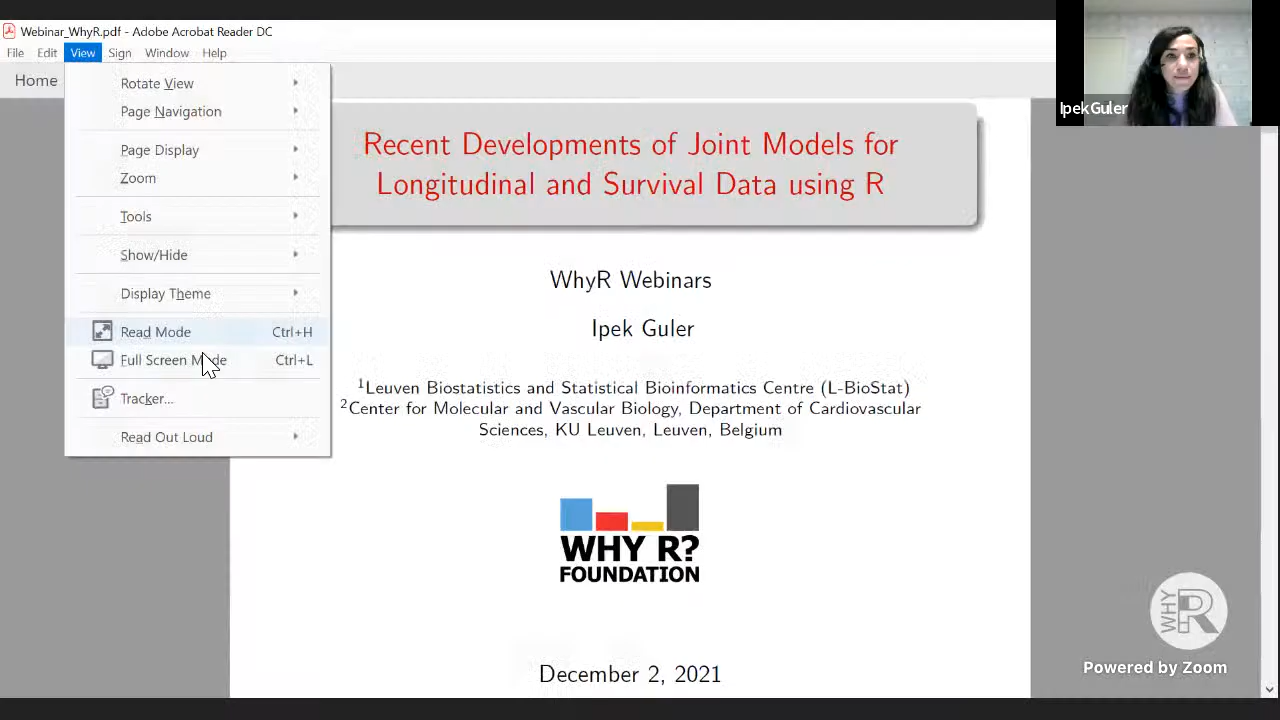 Webinar_WhyR.pdf - Adobe Acrobat Reader DC
File Edit View Sign Window Help
Home
Rotate View
Page Navigation
Page Display
Zoom
Tools
Show/Hide
Display Theme
Read Mode Ctrl+H
Full Screen Mode Ctrl+L
Tracker...
Read Out Loud
Recent Developments of Joint Models for
Longitudinal and Survival Data using R
WhyR Webinars
Ipek Guler
1Leuven Biostatistics and Statistical Bioinformatics Centre (L-BioStat)
2Center for Molecular and Vascular Biology, Department of Cardiovascular
Sciences, KU Leuven, Leuven, Belgium
WHY R?
FOUNDATION
December 2, 2021
Ipek Guler
WHY R
Powered by Zoom